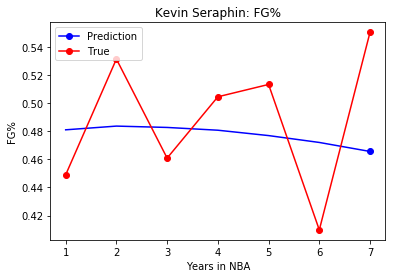 Kevin Seraphin: FG%
Prediction
True
FG%
0.54
0.52
0.50
0.48
0.46
0.44
0.42
1 2 3 4 5 6 7
Years in NBA